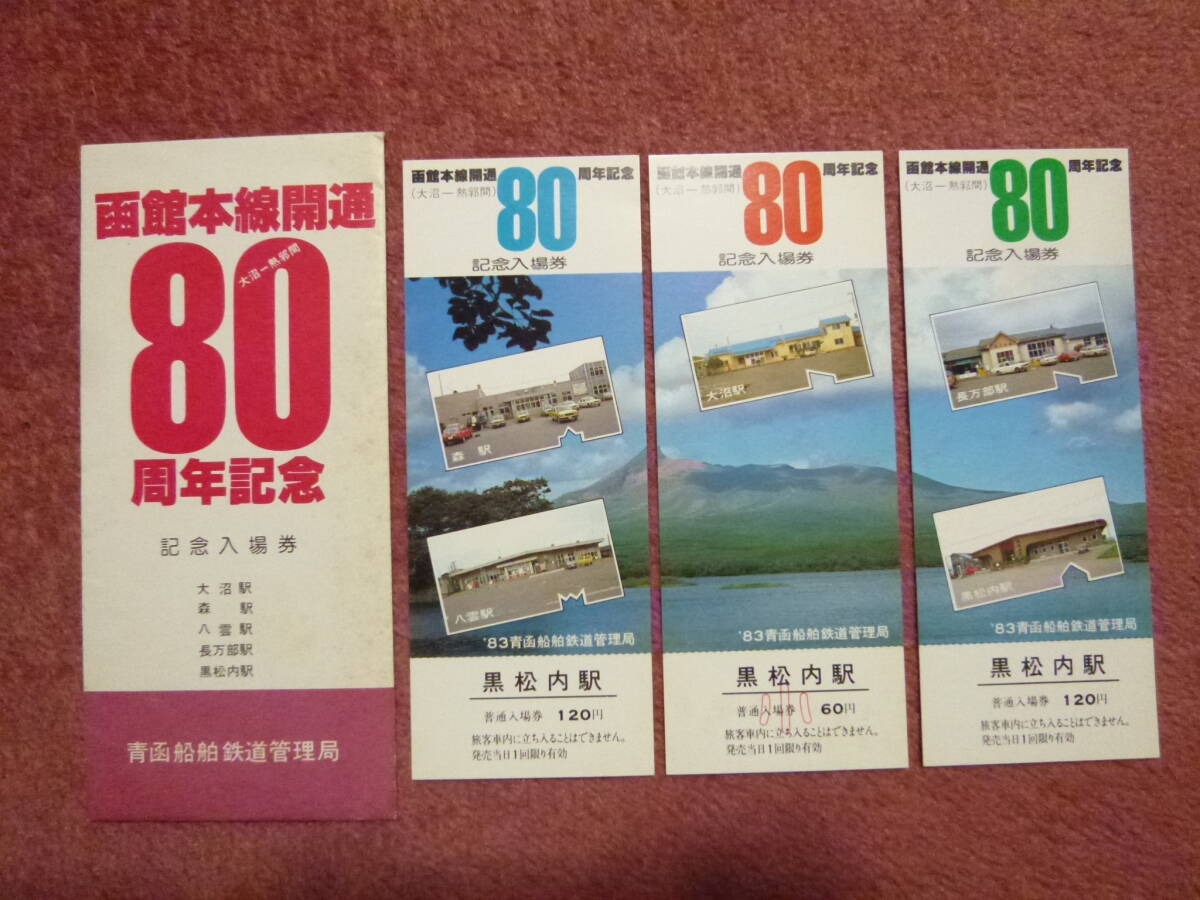 函館本線開通
80
大沼ー熱郛間
周年記念
記念入場券
大沼駅
森駅
八雲駅
長万部駅
黒松内駅
青函船舶鉄道管理局
函館本線開通 80 周年記念
(大沼ー熱郛間)
記念入場券
森駅
八雲駅
'83青函船舶鉄道管理局
黒松内駅
普通入場券 120円
旅客車内に立ち入ることはできません。
発売当日1回限り有効
函館本線開通 80 周年記念
(大沼ー熱郛間)
記念入場券
大沼駅
'83青函船舶鉄道管理局
黒松内駅
普通入場券 60円
小
旅客車内に立ち入ることはできません。
発売当日1回限り有効
函館本線開通 80 周年記念
(大沼ー熱郛間)
記念入場券
長万部駅
黒松内駅
'83青函船舶鉄道管理局
黒松内駅
普通入場券 120円
旅客車内に立ち入ることはできません。
発売当日1回限り有効